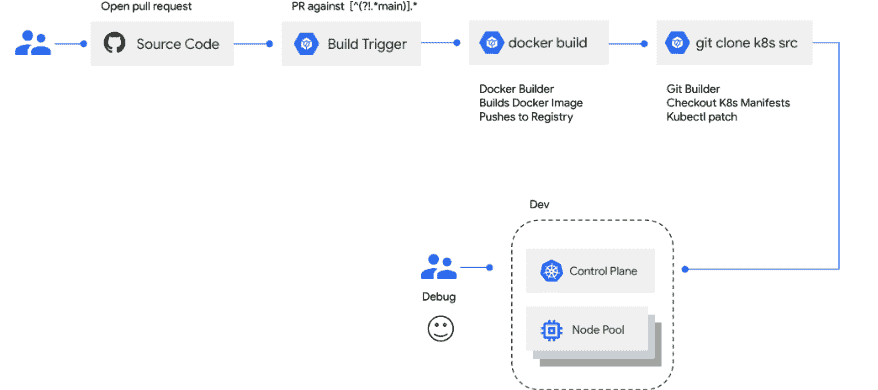 Open pull request
PR against [^(?!.*main)].*
Source Code
Build Trigger
docker build
git clone k8s src
Docker Builder
Builds Docker Image
Pushes to Registry
Git Builder
Checkout K8s Manifests
Kubectl patch
Dev
Control Plane
Debug
Node Pool